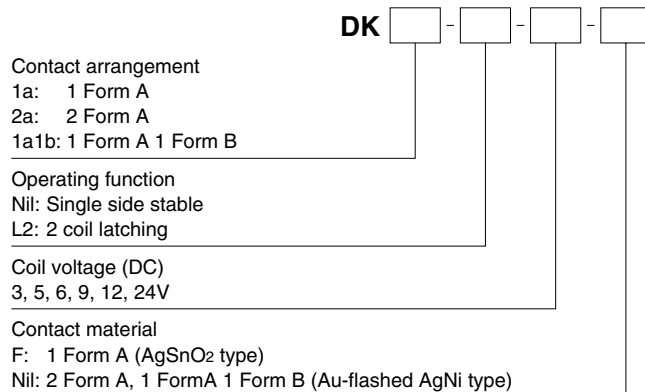 DK - - -
Contact arrangement
1a: 1 Form A
2a: 2 Form A
1a1b: 1 Form A 1 Form B
Operating function
Nil: Single side stable
L2: 2 coil latching
Coil voltage (DC)
3, 5, 6, 9, 12, 24V
Contact material
F: 1 Form A (AgSnO2 type)
Nil: 2 Form A, 1 FormA 1 Form B (Au-flashed AgNi type)